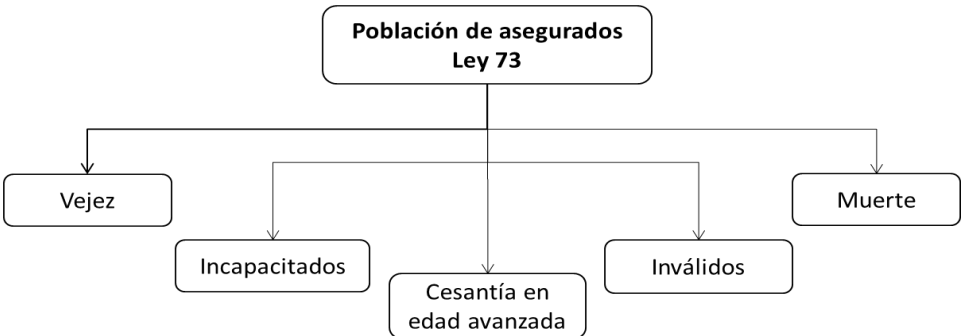 Población de asegurados
Ley 73
Vejez
Muerte
Incapacitados
Inválidos
Cesantía en
edad avanzada